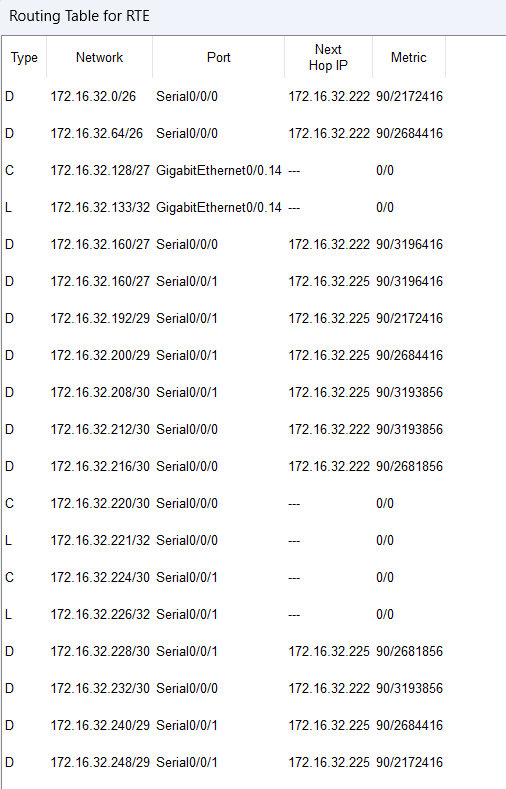 Routing Table for RTE
Type Network Port Next Hop IP Metric
D 172.16.32.0/26 Serial0/0/0 172.16.32.222 90/2172416
D 172.16.32.64/26 Serial0/0/0 172.16.32.222 90/2684416
C 172.16.32.128/27 GigabitEthernet0/0.14 --- 0/0
L 172.16.32.133/32 GigabitEthernet0/0.14 --- 0/0
D 172.16.32.160/27 Serial0/0/0 172.16.32.222 90/3196416
D 172.16.32.160/27 Serial0/0/1 172.16.32.225 90/3196416
D 172.16.32.192/29 Serial0/0/1 172.16.32.225 90/2172416
D 172.16.32.200/29 Serial0/0/1 172.16.32.225 90/2684416
D 172.16.32.208/30 Serial0/0/1 172.16.32.225 90/3193856
D 172.16.32.212/30 Serial0/0/0 172.16.32.222 90/3193856
D 172.16.32.216/30 Serial0/0/0 172.16.32.222 90/2681856
C 172.16.32.220/30 Serial0/0/0 --- 0/0
L 172.16.32.221/32 Serial0/0/0 --- 0/0
C 172.16.32.224/30 Serial0/0/1 --- 0/0
L 172.16.32.226/32 Serial0/0/1 --- 0/0
D 172.16.32.228/30 Serial0/0/1 172.16.32.225 90/2681856
D 172.16.32.232/30 Serial0/0/0 172.16.32.222 90/3193856
D 172.16.32.240/29 Serial0/0/1 172.16.32.225 90/2684416
D 172.16.32.248/29 Serial0/0/1 172.16.32.225 90/2172416